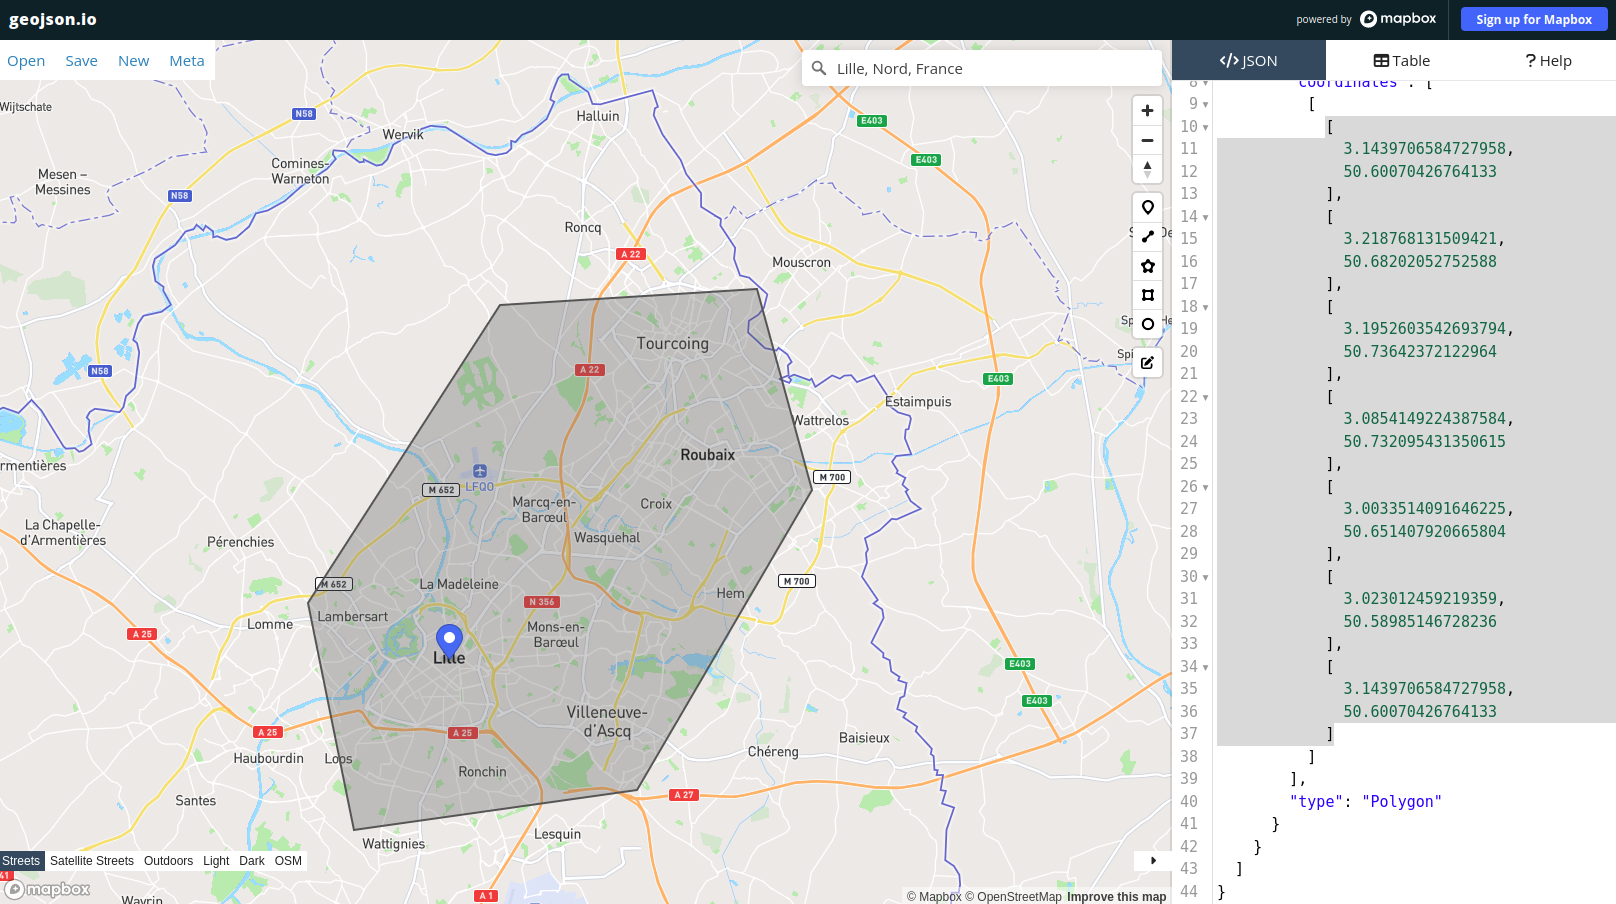 geojson.io
powered by mapbox
Sign up for Mapbox
Open Save New Meta
Lille, Nord, France
JSON
Table
? Help
Wijtschate
N58
Wervik
Halluin
E403
E403
Comines-
Warneton
Mesen –
Messines
N58
Roncq
A 22
Mouscron
Tourcoing
A 22
N58
E403
Estaimpuis
Wattrelos
Roubaix
rmentières
LFQQ
M 652
M 700
Marcq-en-
Barœul
Croix
La Chapelle-
d'Armentières
Pérenchies
Wasquehal
M 652
La Madeleine
M 700
Hem
N 356
Lambersart
Lomme
A 25
Mons-en-
Barœul
Lille
E403
E403
Villeneuve-
d'Ascq
A 25
A 25
Baisieux
Chéreng
Haubourdin
Loos
Ronchin
Santes
A 27
Lesquin
Wattignies
Streets Satellite Streets Outdoors Light Dark OSM
41
mapbox
Wavrin
A 1
© Mapbox © OpenStreetMap Improve this map
8 "coordinates": [
9 [
10 [
11 3.1439706584727958,
12 50.60070426764133
13 ],
14 [
15 3.218768131509421,
16 50.68202052752588
17 ],
18 [
19 3.1952603542693794,
20 50.73642372122964
21 ],
22 [
23 3.0854149224387584,
24 50.732095431350615
25 ],
26 [
27 3.0033514091646225,
28 50.651407920665804
29 ],
30 [
31 3.023012459219359,
32 50.58985146728236
33 ],
34 [
35 3.1439706584727958,
36 50.60070426764133
37 ]
38 ]
39 ],
40 "type": "Polygon"
41 }
42 }
43 ]
44 }